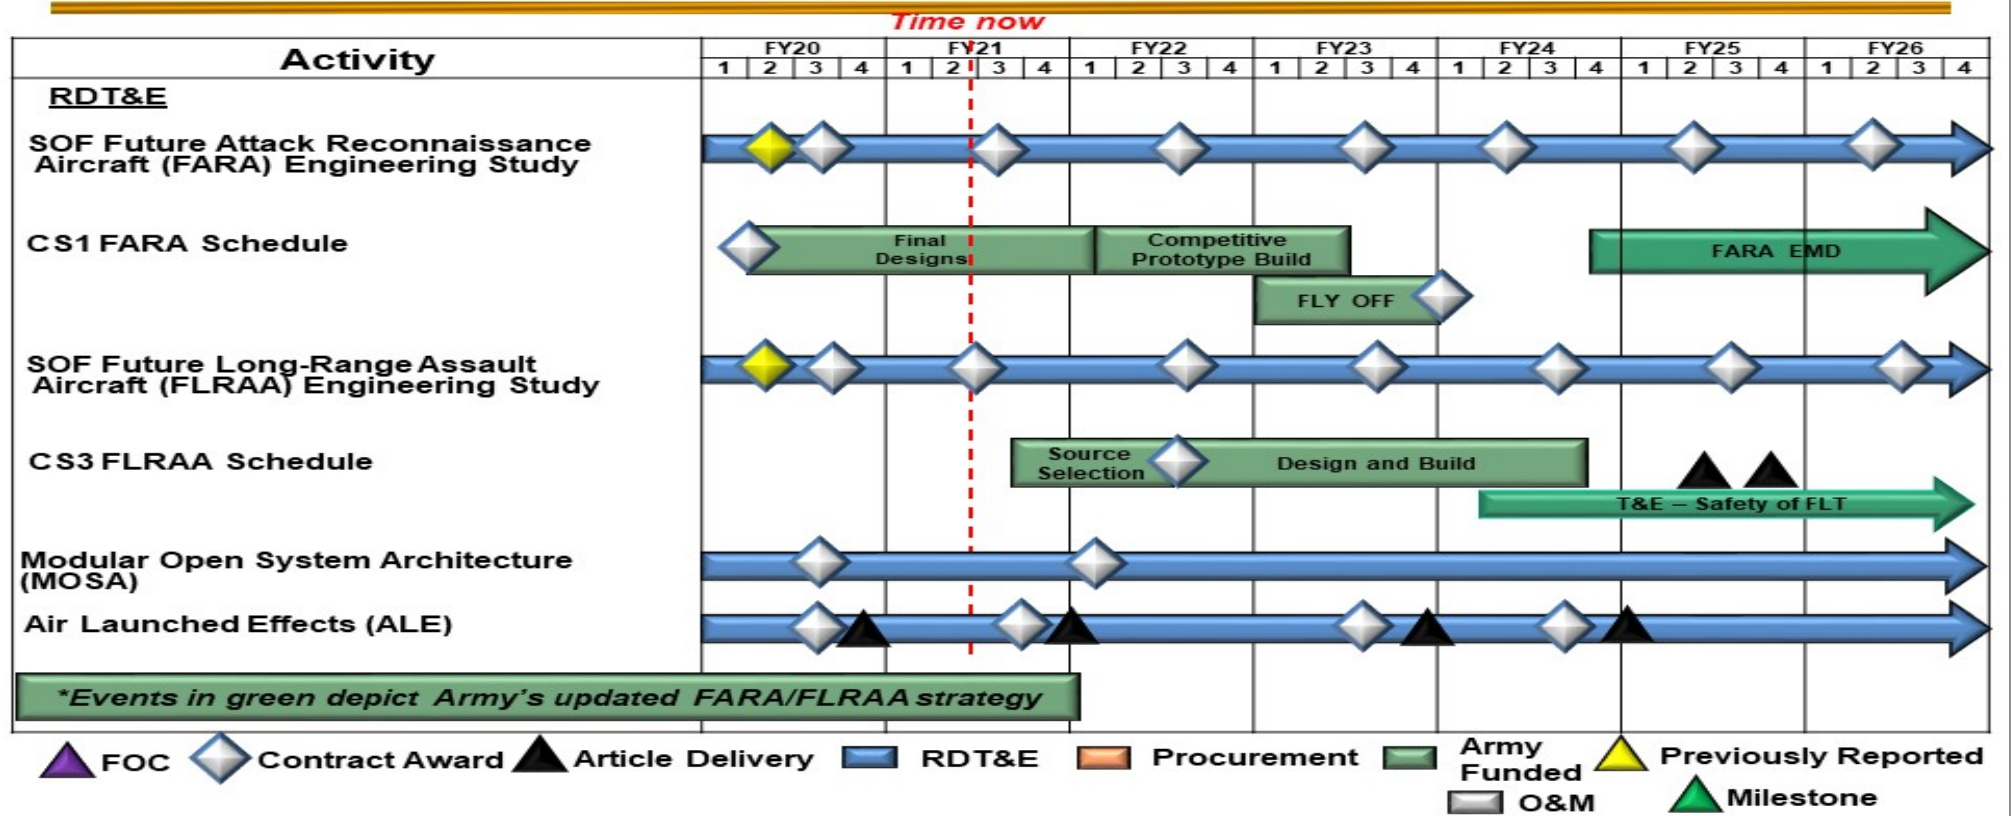 Time now
Activity
FY20 FY21 FY22 FY23 FY24 FY25 FY26
1 2 3 4 1 2 3 4 1 2 3 4 1 2 3 4 1 2 3 4 1 2 3 4 1 2 3 4
RDT&E
SOF Future Attack Reconnaissance
Aircraft (FARA) Engineering Study
CS1 FARA Schedule
Final
Designs
Competitive
Prototype Build
FARA EMD
FLY OFF
SOF Future Long-Range Assault
Aircraft (FLRAA) Engineering Study
CS3 FLRAA Schedule
Source
Selection
Design and Build
T&E – Safety of FLT
Modular Open System Architecture
(MOSA)
Air Launched Effects (ALE)
*Events in green depict Army's updated FARA/FLRAA strategy
FOC
Contract Award
Article Delivery
RDT&E
Procurement
Army
Funded
Previously Reported
O&M
Milestone